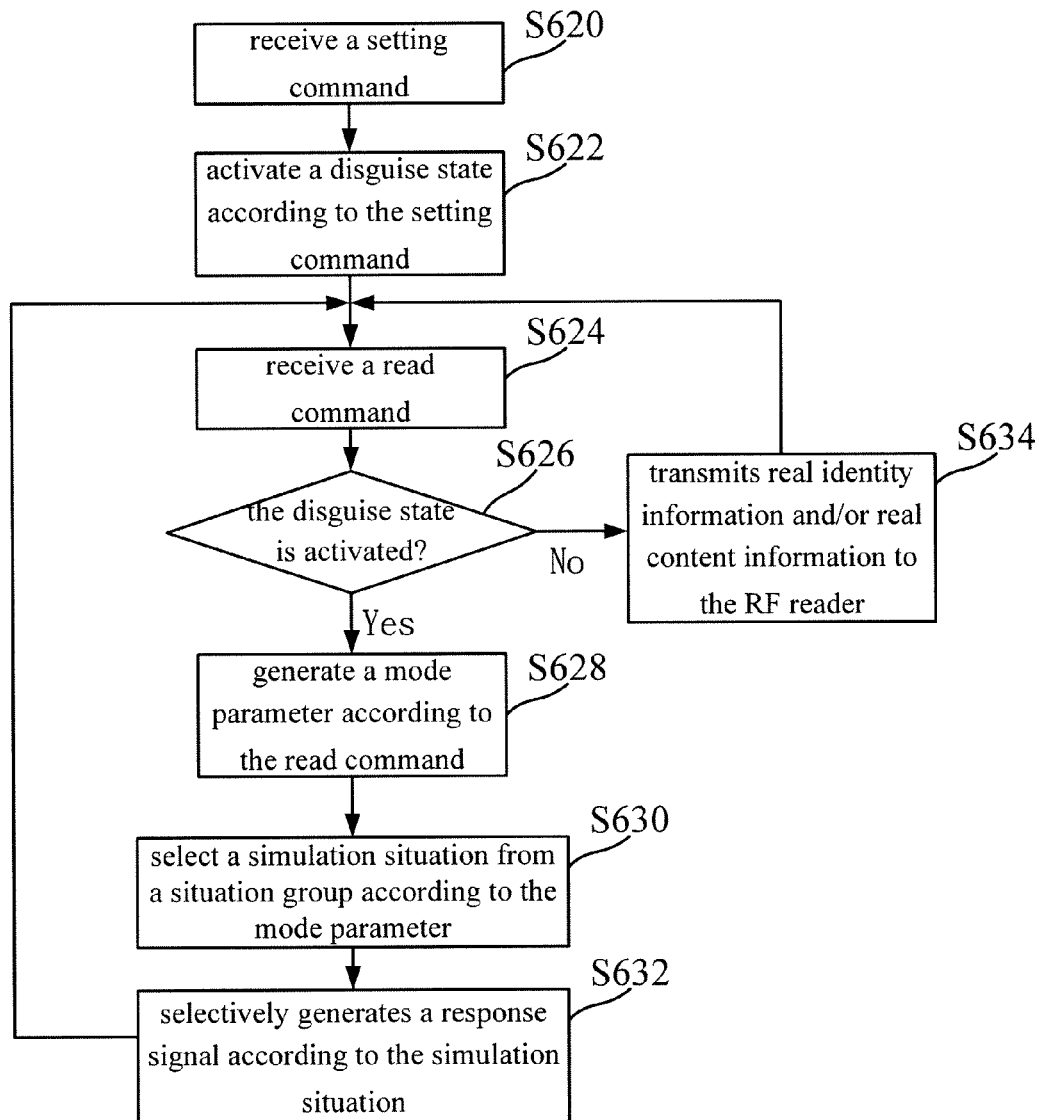 S620
receive a setting
command
S622
activate a disguise state
according to the setting
command
S624
receive a read
command
S626
the disguise state
is activated?
No
Yes
S634
transmits real identity
information and/or real
content information to
the RF reader
S628
generate a mode
parameter according to
the read command
S630
select a simulation situation from
a situation group according to the
mode parameter
S632
selectively generates a response
signal according to the simulation
situation